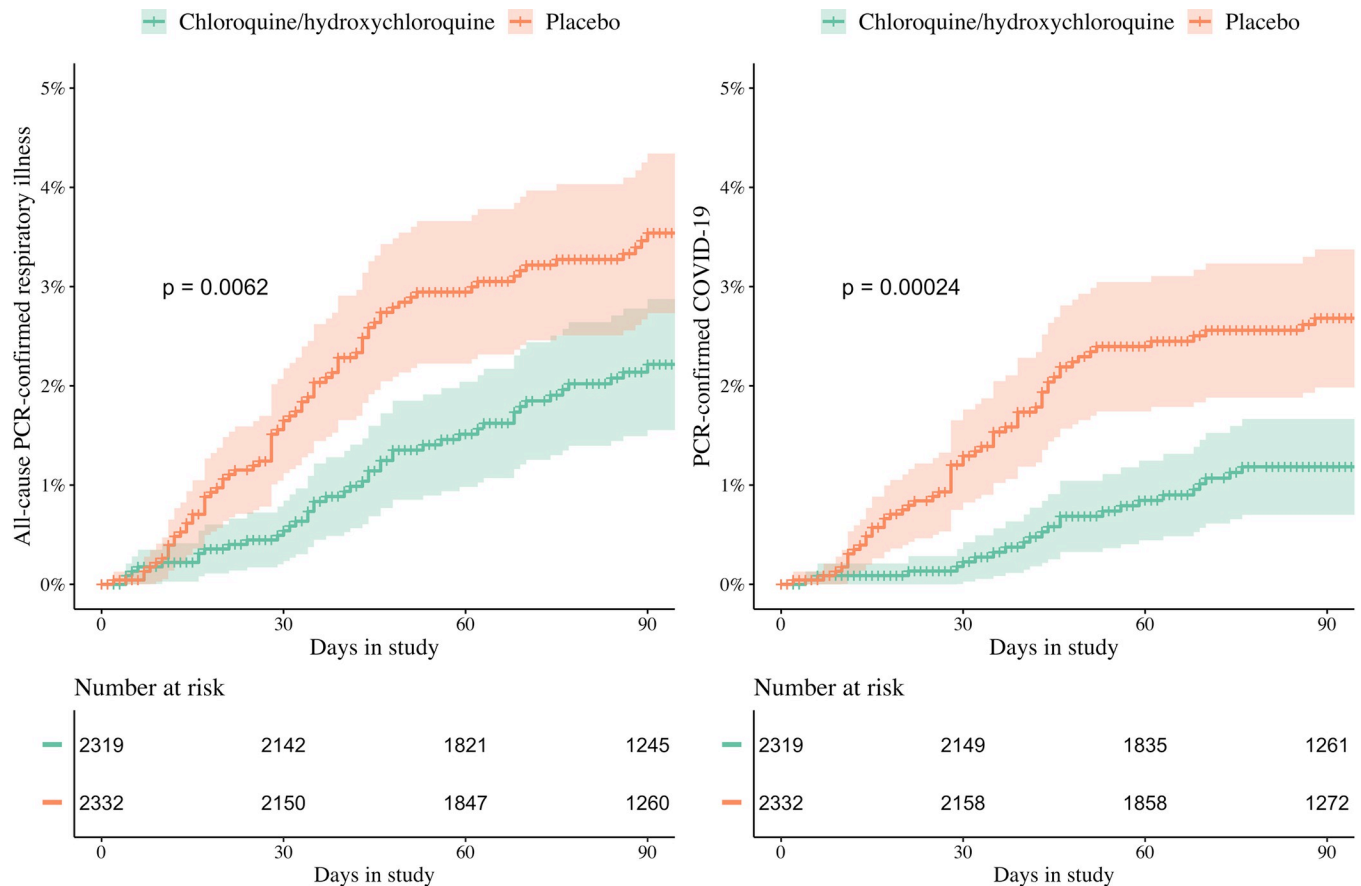 Chloroquine/hydroxychloroquine Placebo
All-cause PCR-confirmed respiratory illness
5%
4%
3%
2%
1%
0%
p = 0.0062
0 30 60 90
Days in study
Number at risk
2319 2142 1821 1245
2332 2150 1847 1260
0 30 60 90
Days in study
Chloroquine/hydroxychloroquine Placebo
PCR-confirmed COVID-19
5%
4%
3%
2%
1%
0%
p = 0.00024
0 30 60 90
Days in study
Number at risk
2319 2149 1835 1261
2332 2158 1858 1272
0 30 60 90
Days in study